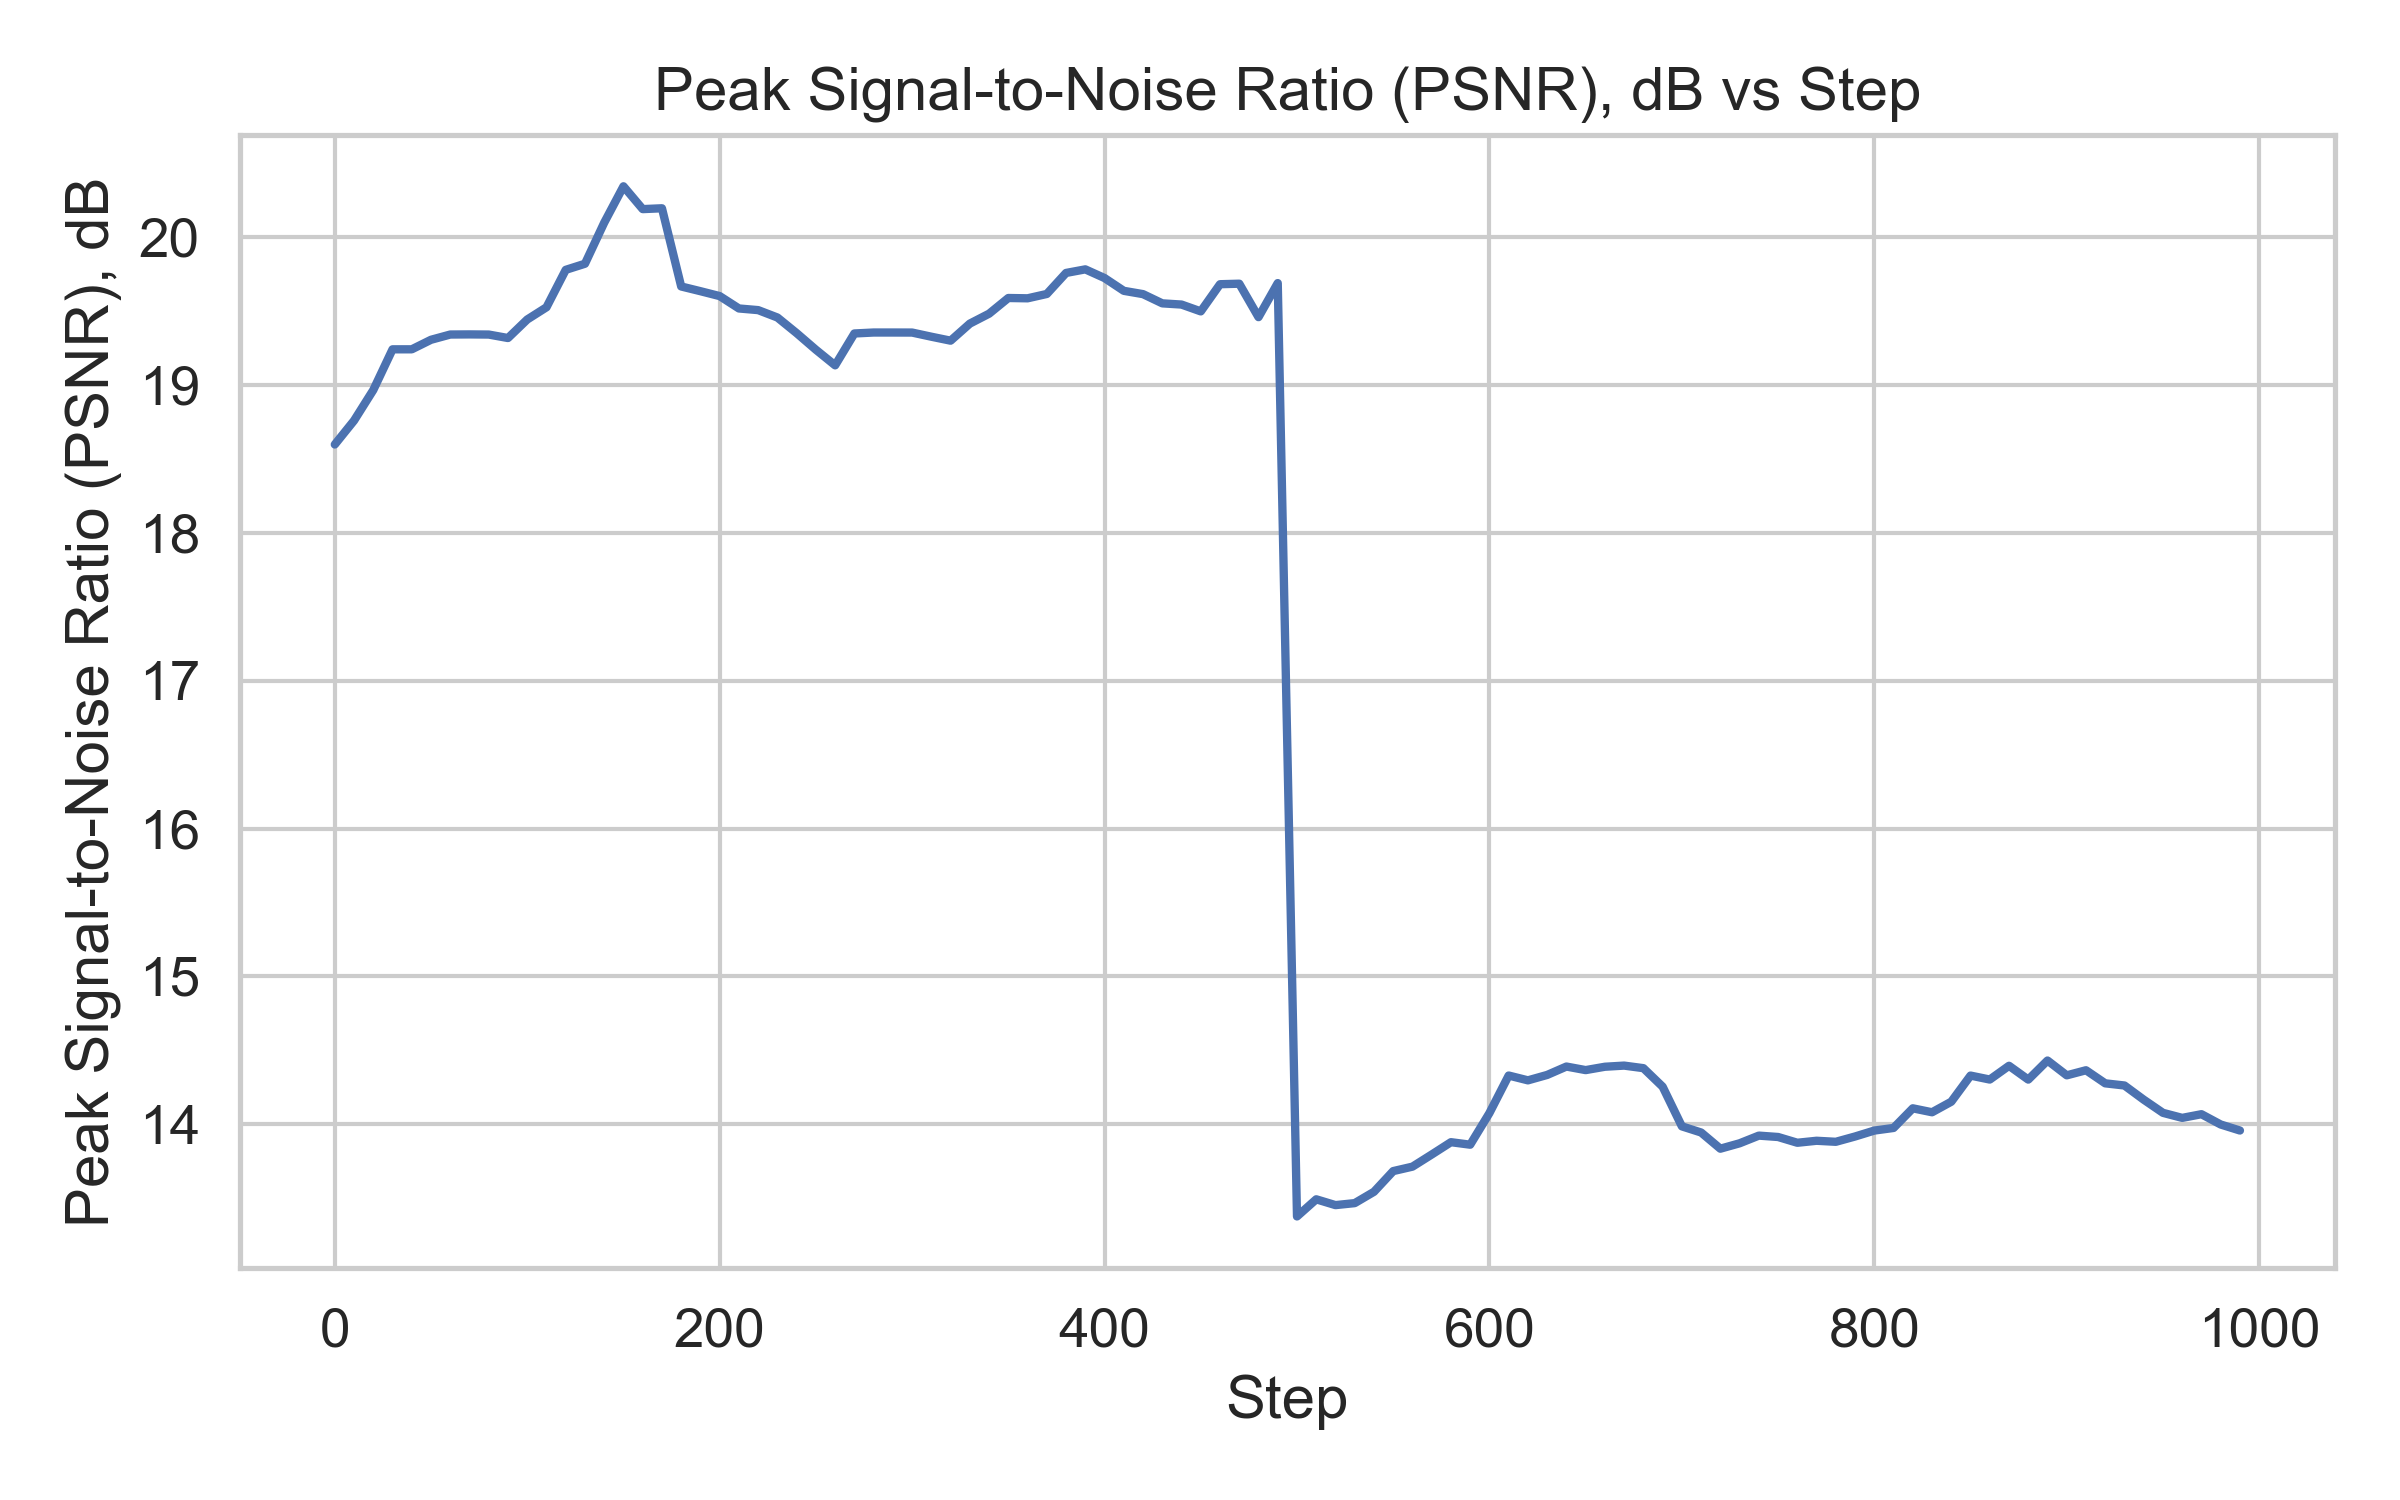 Peak Signal-to-Noise Ratio (PSNR), dB vs Step
Peak Signal-to-Noise Ratio (PSNR), dB
20
19
18
17
16
15
14
0 200 400 600 800 1000
Step